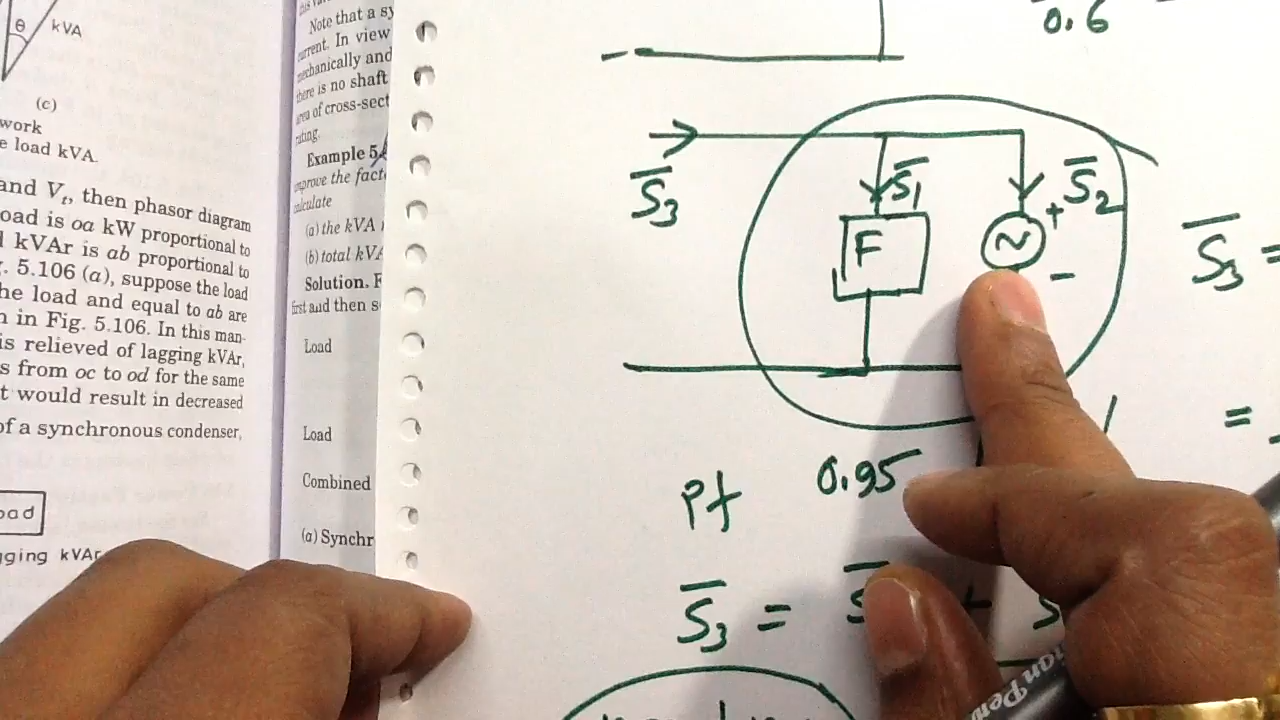 θ
kVA
(c)
work
e load kVA.
and Vt, then phasor diagram
oad is oa kW proportional to
kVAr is ab proportional to
. 5.106 (a), suppose the load
he load and equal to ab are
n in Fig. 5.106. In this man-
is relieved of lagging kVAr,
s from oc to od for the same
t would result in decreased
of a synchronous condenser,
oad
gging kVAr
Note that a sy
rrent. In view
echanically and
here is no shaft
area of cross-sect
rating.
Example 5.
improve the facto
calculate
(a) the kVA
(b) total kVA
Solution. F
first and then s
Load
Load
Combined
(a) Synchr
0.6
S̅3
S̅1
S̅2
F
~
+
-
S̅3 =
=
Pf 0.95
S̅3 = S + S
Pen